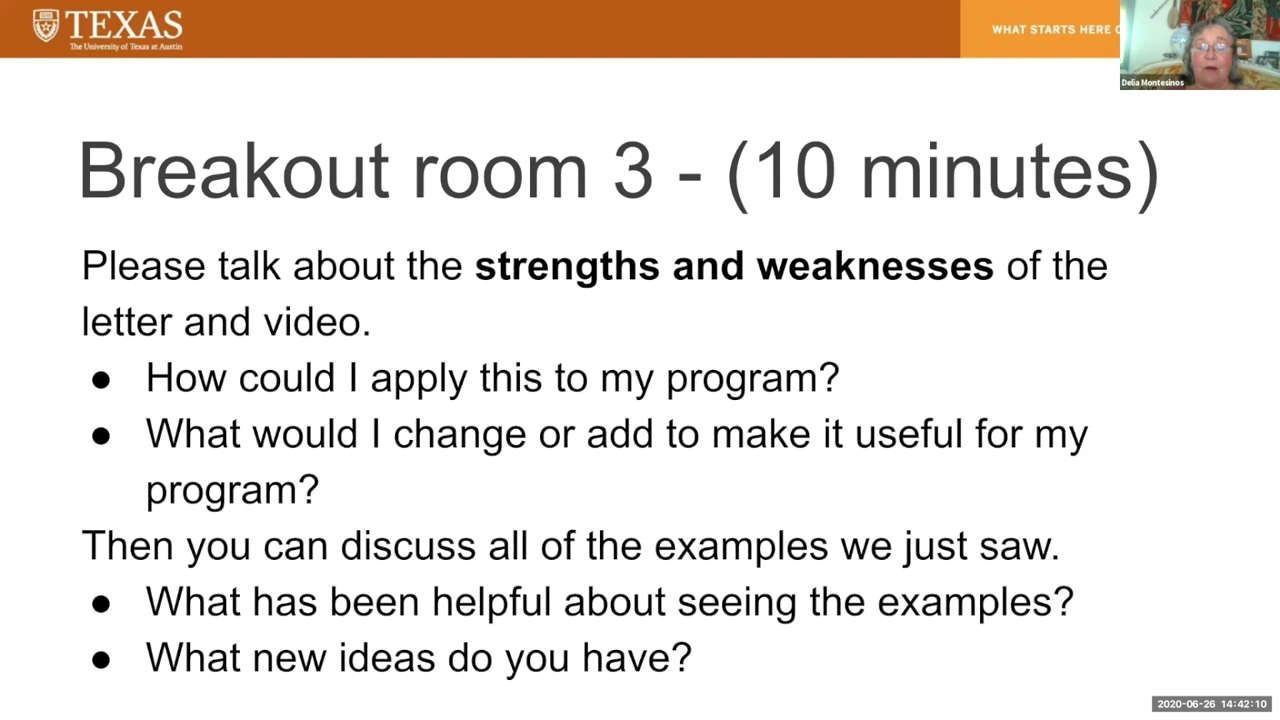 TEXAS
The University of Texas at Austin
WHAT STARTS HERE
Delia Montesinos
Breakout room 3 - (10 minutes)
Please talk about the strengths and weaknesses of the
letter and video.
● How could I apply this to my program?
● What would I change or add to make it useful for my
program?
Then you can discuss all of the examples we just saw.
● What has been helpful about seeing the examples?
● What new ideas do you have?
2020-06-26 14:42:10